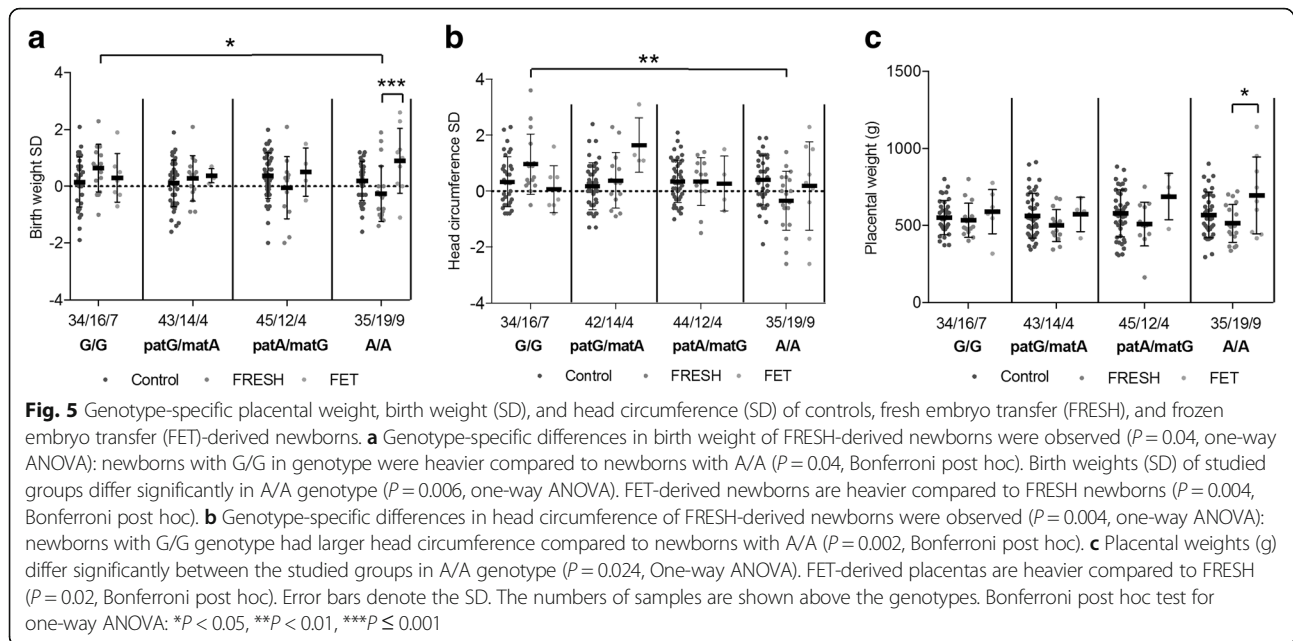 a
b
c
*
**
4
4
1500
***
*
2
2
1000
0
0
500
-2
-2
-4
-4
0
Birth weight SD
Head circumference SD
Placental weight (g)
34/16/7 43/14/4 45/12/4 35/19/9
G/G patG/matA patA/matG A/A
• Control • FRESH • FET
34/16/7 42/14/4 44/12/4 35/19/9
G/G patG/matA patA/matG A/A
• Control • FRESH • FET
34/16/7 43/14/4 45/12/4 35/19/9
G/G patG/matA patA/matG A/A
• Control • FRESH • FET
Fig. 5 Genotype-specific placental weight, birth weight (SD), and head circumference (SD) of controls, fresh embryo transfer (FRESH), and frozen
embryo transfer (FET)-derived newborns. a Genotype-specific differences in birth weight of FRESH-derived newborns were observed (P = 0.04, one-way
ANOVA): newborns with G/G in genotype were heavier compared to newborns with A/A (P = 0.04, Bonferroni post hoc). Birth weights (SD) of studied
groups differ significantly in A/A genotype (P = 0.006, one-way ANOVA). FET-derived newborns are heavier compared to FRESH newborns (P = 0.004,
Bonferroni post hoc). b Genotype-specific differences in head circumference of FRESH-derived newborns were observed (P = 0.004, one-way ANOVA):
newborns with G/G genotype had larger head circumference compared to newborns with A/A (P = 0.002, Bonferroni post hoc). c Placental weights (g)
differ significantly between the studied groups in A/A genotype (P = 0.024, One-way ANOVA). FET-derived placentas are heavier compared to FRESH
(P = 0.02, Bonferroni post hoc). Error bars denote the SD. The numbers of samples are shown above the genotypes. Bonferroni post hoc test for
one-way ANOVA: *P < 0.05, **P < 0.01, ***P ≤ 0.001